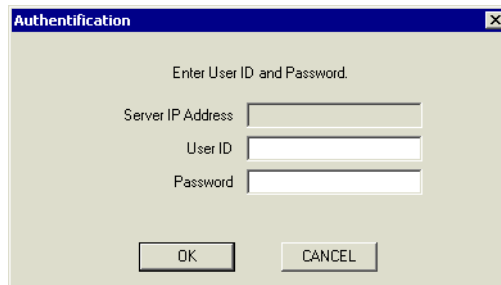 Authentification
Enter User ID and Password.
Server IP Address
User ID
Password
OK CANCEL